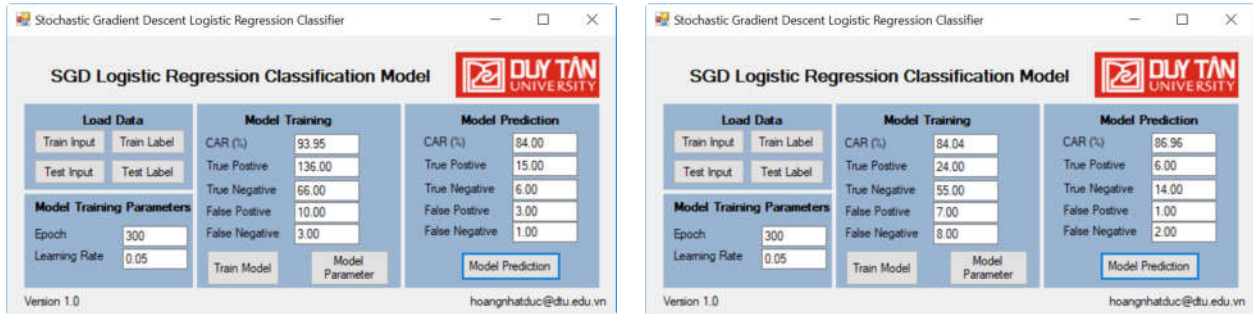 Stochastic Gradient Descent Logistic Regression Classifier
SGD Logistic Regression Classification Model
DUY TÂN
UNIVERSITY
Load Data
Train Input Train Label
Test Input Test Label
Model Training Parameters
Epoch 300
Learning Rate 0.05
Model Training
CAR (%) 93.95
True Postive 136.00
True Negative 66.00
False Postive 10.00
False Negative 3.00
Train Model
Model
Parameter
Model Prediction
CAR (%) 84.00
True Postive 15.00
True Negative 6.00
False Postive 3.00
False Negative 1.00
Model Prediction
Version 1.0
hoangnhatduc@dtu.edu.vn
Stochastic Gradient Descent Logistic Regression Classifier
SGD Logistic Regression Classification Model
DUY TÂN
UNIVERSITY
Load Data
Train Input Train Label
Test Input Test Label
Model Training Parameters
Epoch 300
Learning Rate 0.05
Model Training
CAR (%) 84.04
True Postive 24.00
True Negative 55.00
False Postive 7.00
False Negative 8.00
Train Model
Model
Parameter
Model Prediction
CAR (%) 86.96
True Postive 6.00
True Negative 14.00
False Postive 1.00
False Negative 2.00
Model Prediction
Version 1.0
hoangnhatduc@dtu.edu.vn